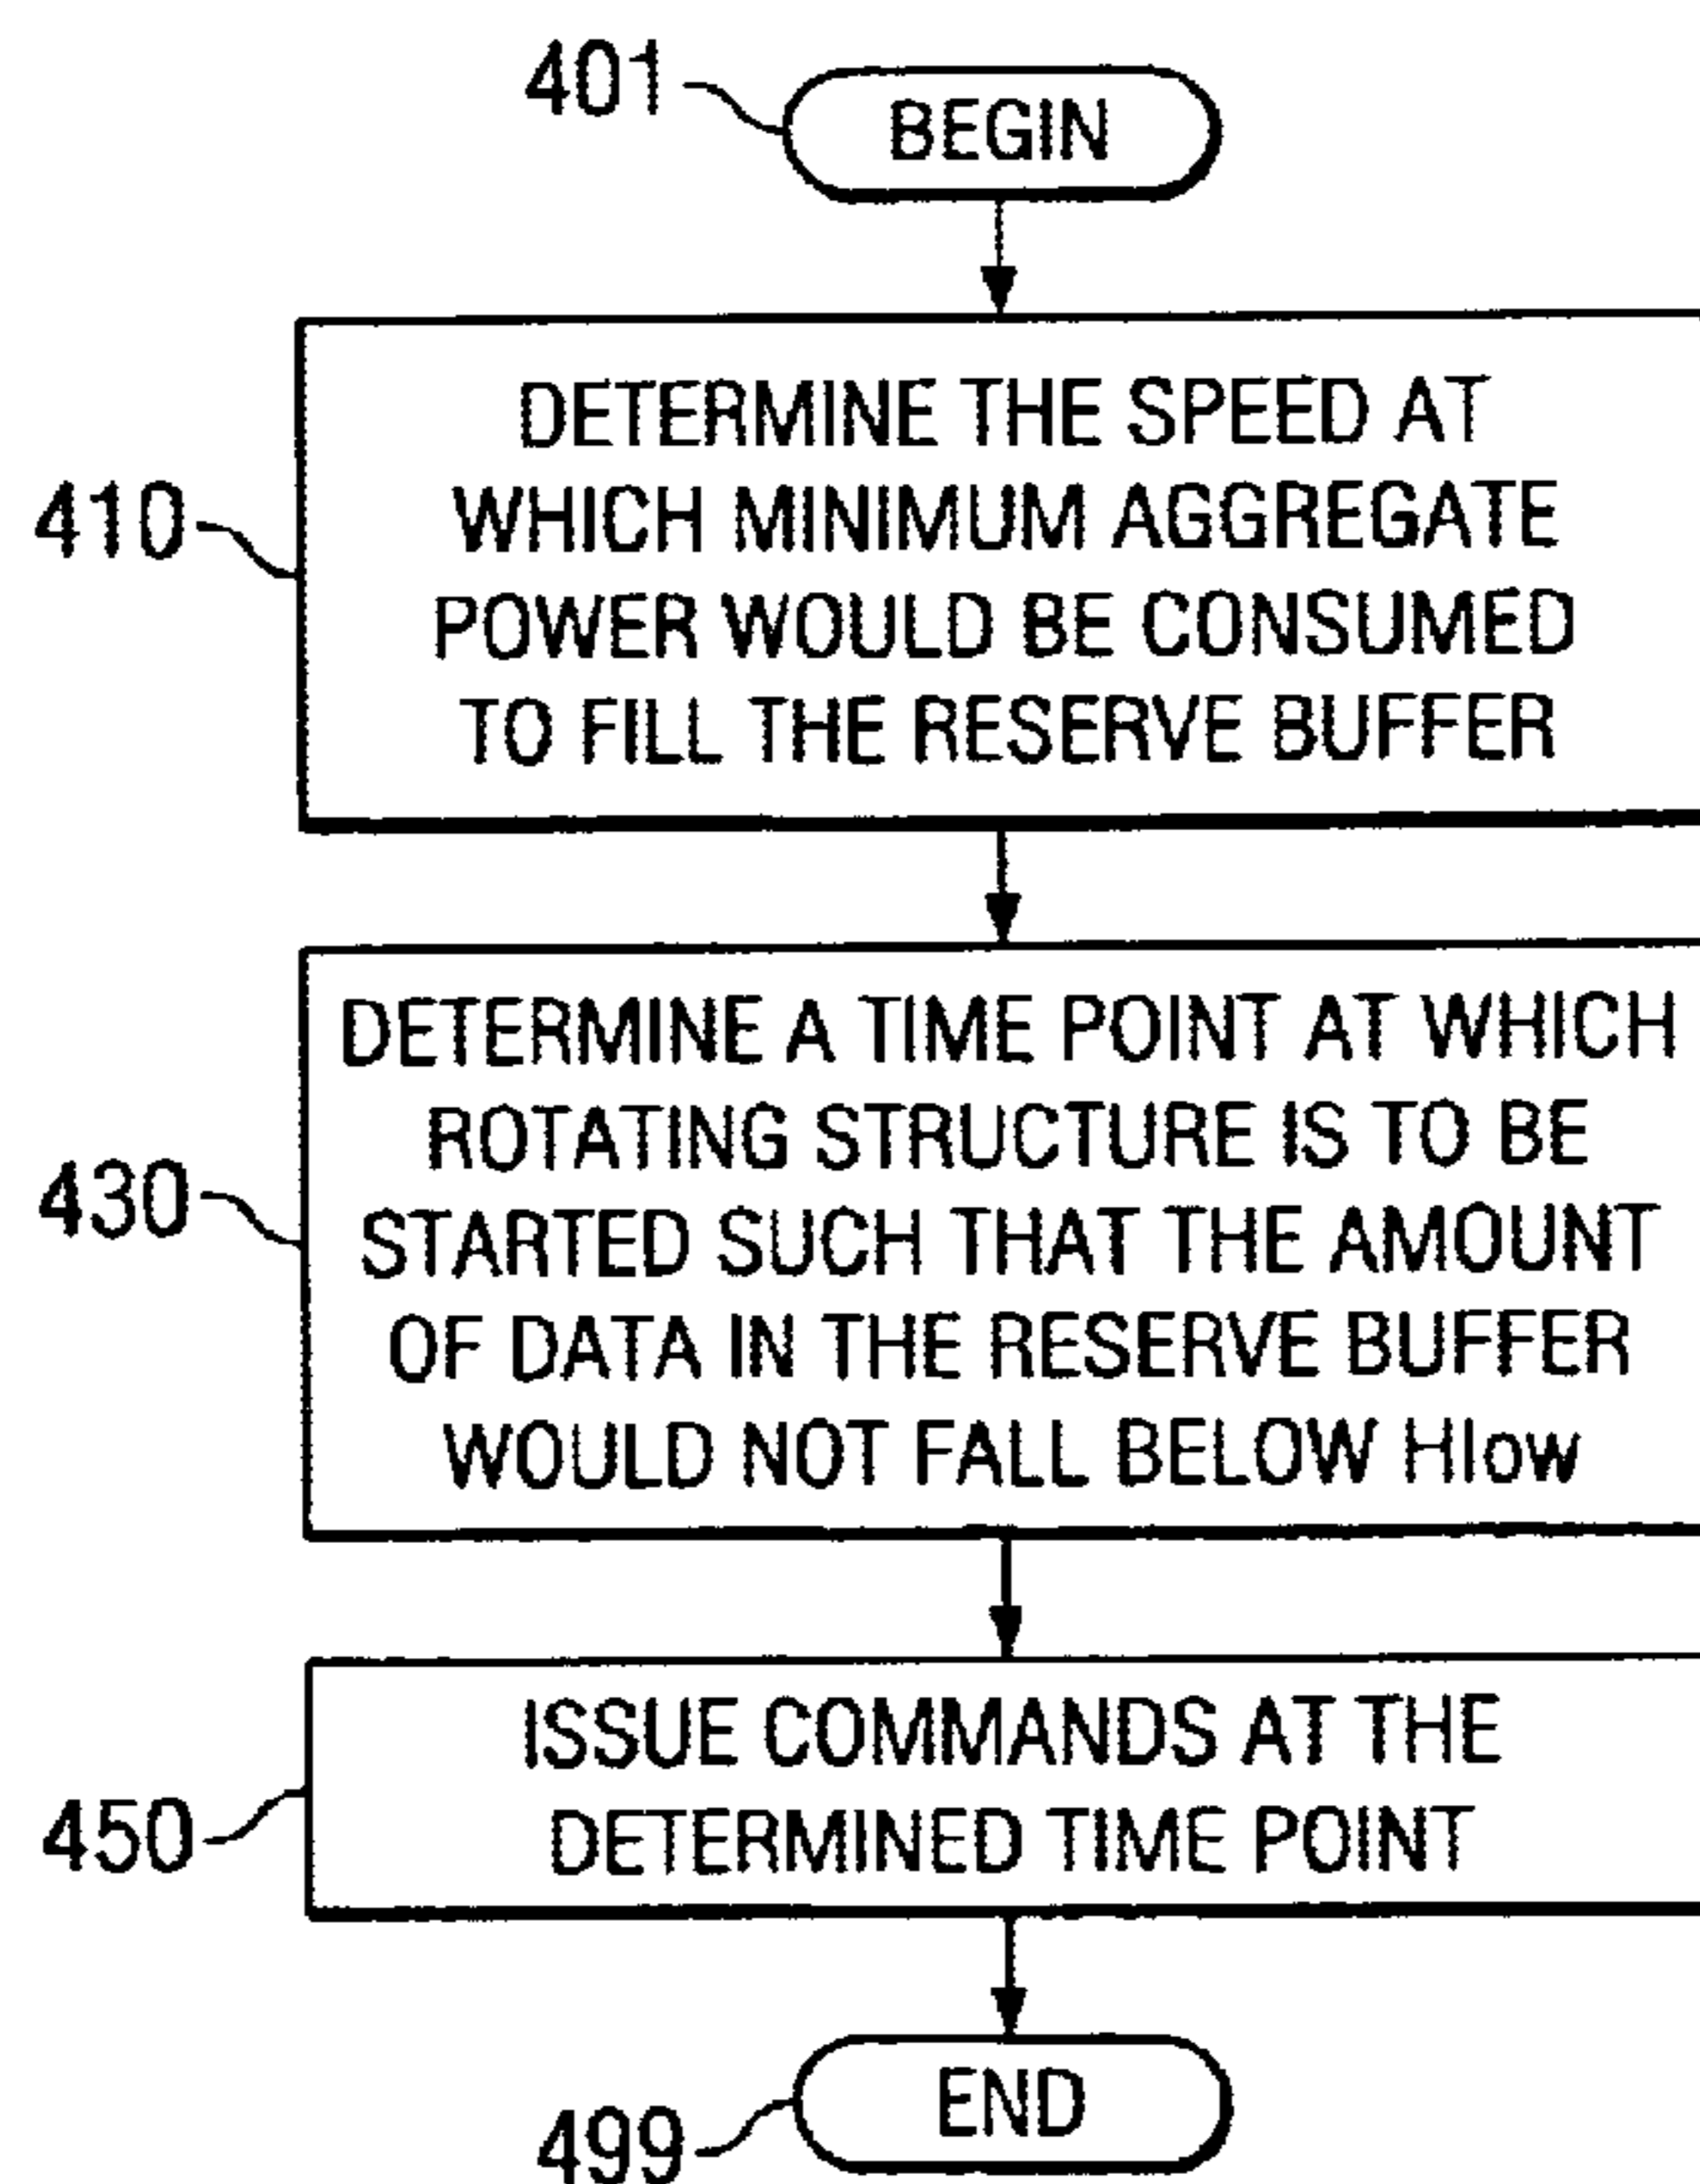 401
BEGIN
410
DETERMINE THE SPEED AT
WHICH MINIMUM AGGREGATE
POWER WOULD BE CONSUMED
TO FILL THE RESERVE BUFFER
430
DETERMINE A TIME POINT AT WHICH
ROTATING STRUCTURE IS TO BE
STARTED SUCH THAT THE AMOUNT
OF DATA IN THE RESERVE BUFFER
WOULD NOT FALL BELOW Hlow
450
ISSUE COMMANDS AT THE
DETERMINED TIME POINT
499
END